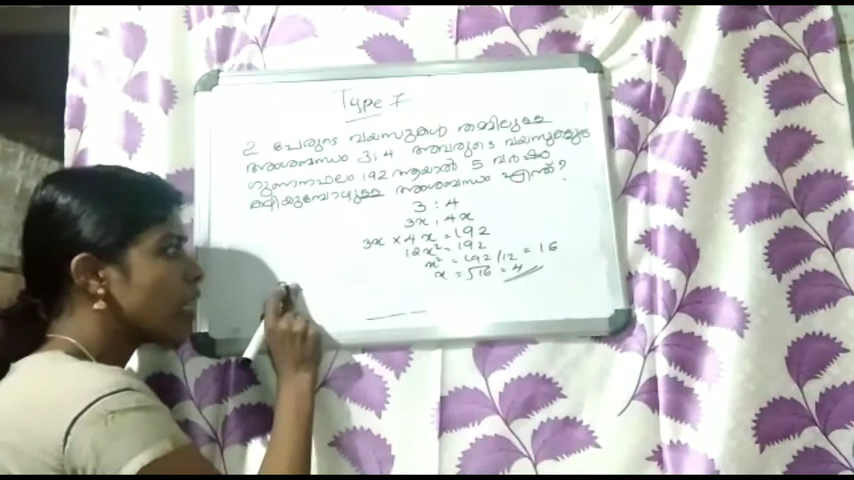 Type 7
2 പേരുടെ വയസുകൾ തമ്മിലുള്ള
അംശബന്ധം 3:4 അവരുടെ വയസുകളുടെ
ഗുണനഫലം 192 ആയാൽ 5 വർഷം
കഴിയുമ്പോഴുള്ള അംശബന്ധം എന്ത്?
3 : 4
3x : 4x
3x × 4x = 192
12x² = 192
x² = 192/12 = 16
x = √16 = 4